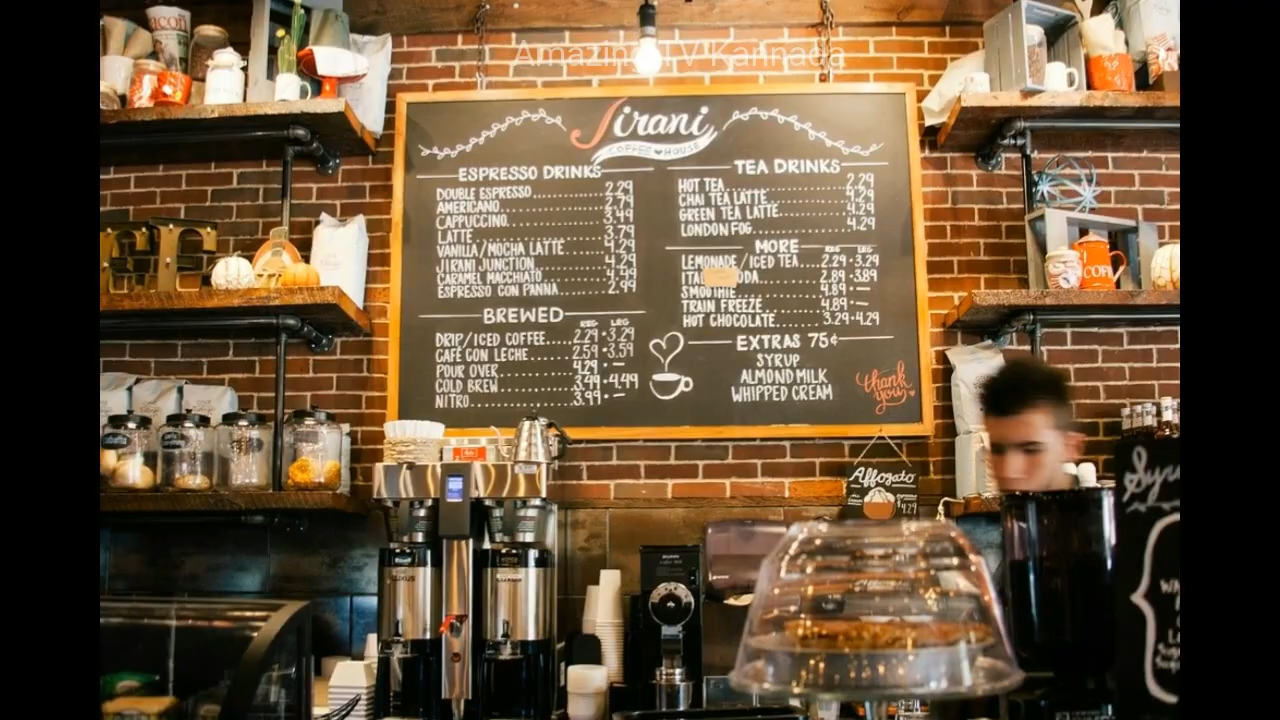 Amazing TV Kannada
Jirani
COFFEE HOUSE
ESPRESSO DRINKS
DOUBLE ESPRESSO 2.29
AMERICANO 2.79
CAPPUCCINO 3.49
LATTE 3.79
VANILLA/MOCHA LATTE 4.29
JIRANI JUNCTION 4.29
CARAMEL MACCHIATO 4.49
ESPRESSO CON PANNA 2.99
BREWED
REG- LRG
DRIP/ICED COFFEE 2.29 • 3.29
CAFÉ CON LECHE 2.59 • 3.59
POUR OVER 4.29 • —
COLD BREW 3.49 • 4.49
NITRO 3.99 • —
TEA DRINKS
HOT TEA 2.29
CHAI TEA LATTE 4.29
GREEN TEA LATTE 4.29
LONDON FOG 4.29
MORE
REG- LRG
LEMONADE/ICED TEA 2.29 • 3.29
2.89 • 3.89
SMOOTHIE 4.89 • —
TRAIN FREEZE 4.89 • —
HOT CHOCOLATE 3.29 • 4.29
EXTRAS 75¢
SYRUP
ALMOND MILK
WHIPPED CREAM
thank
you
Affogato
$4.29
COFF